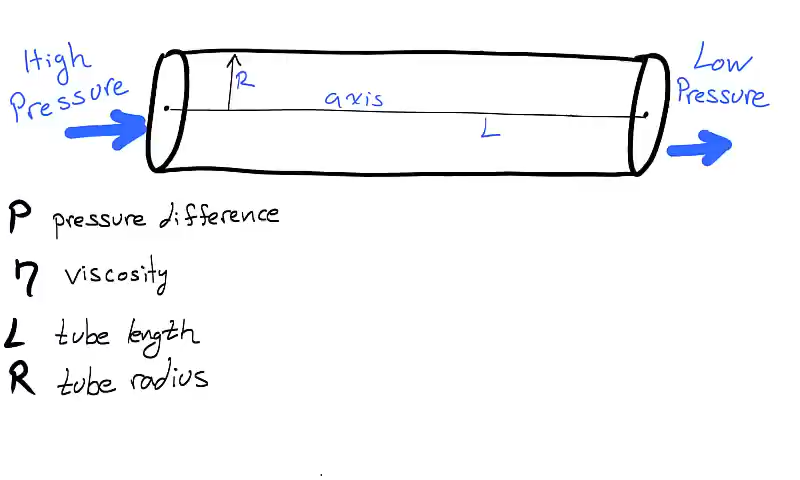 High
Pressure
R
axis
L
Low
Pressure
P pressure difference
η viscosity
L tube length
R tube radius